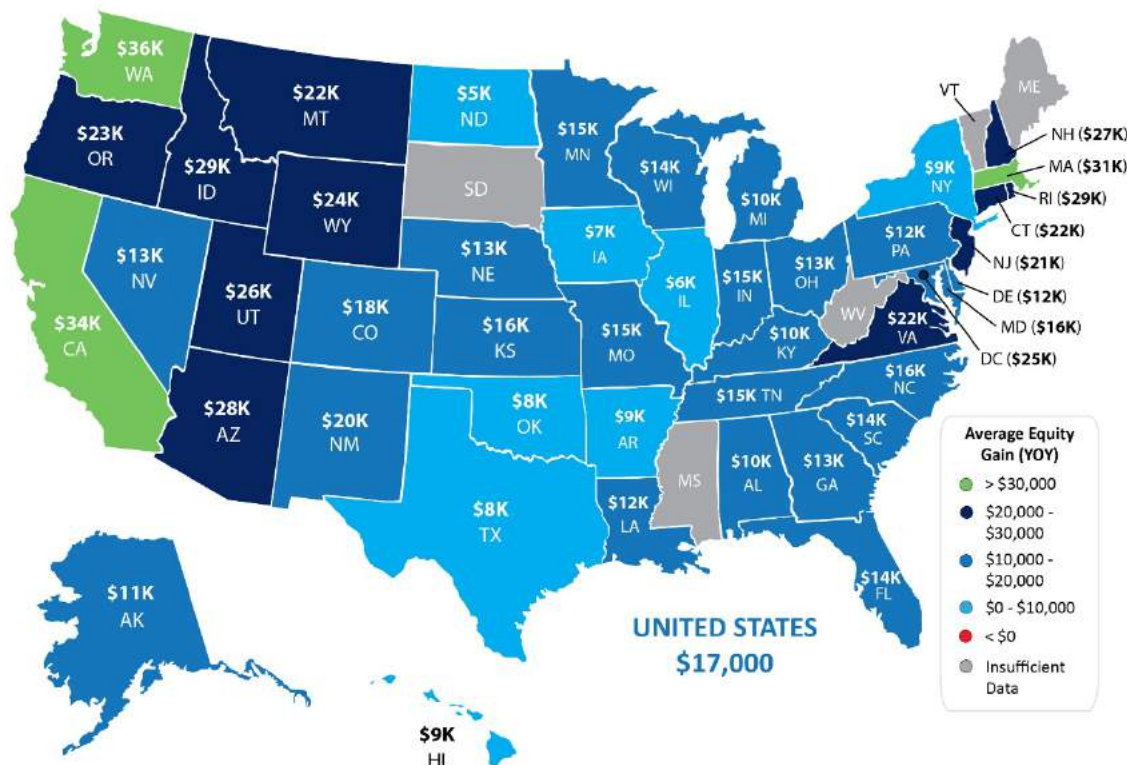 $36K
WA
$23K
OR
$29K
ID
$22K
MT
$24K
WY
$5K
ND
SD
$15K
MN
$14K
WI
$10K
MI
VT
ME
NH ($27K)
MA ($31K)
RI ($29K)
CT ($22K)
NJ ($21K)
DE ($12K)
MD ($16K)
DC ($25K)
$9K
NY
$12K
PA
$34K
CA
$13K
NV
$26K
UT
$18K
CO
$13K
NE
$7K
IA
$6K
IL
$15K
IN
$13K
OH
WV
$22K
VA
$16K
KS
$15K
MO
$10K
KY
$16K
NC
$15K TN
$28K
AZ
$20K
NM
$8K
OK
$9K
AR
$14K
SC
$8K
TX
$12K
LA
MS
$10K
AL
$13K
GA
$14K
FL
$11K
AK
$9K
HI
UNITED STATES
$17,000
Average Equity
Gain (YOY)
> $30,000
$20,000 -
$30,000
$10,000 -
$20,000
$0 - $10,000
< $0
Insufficient
Data